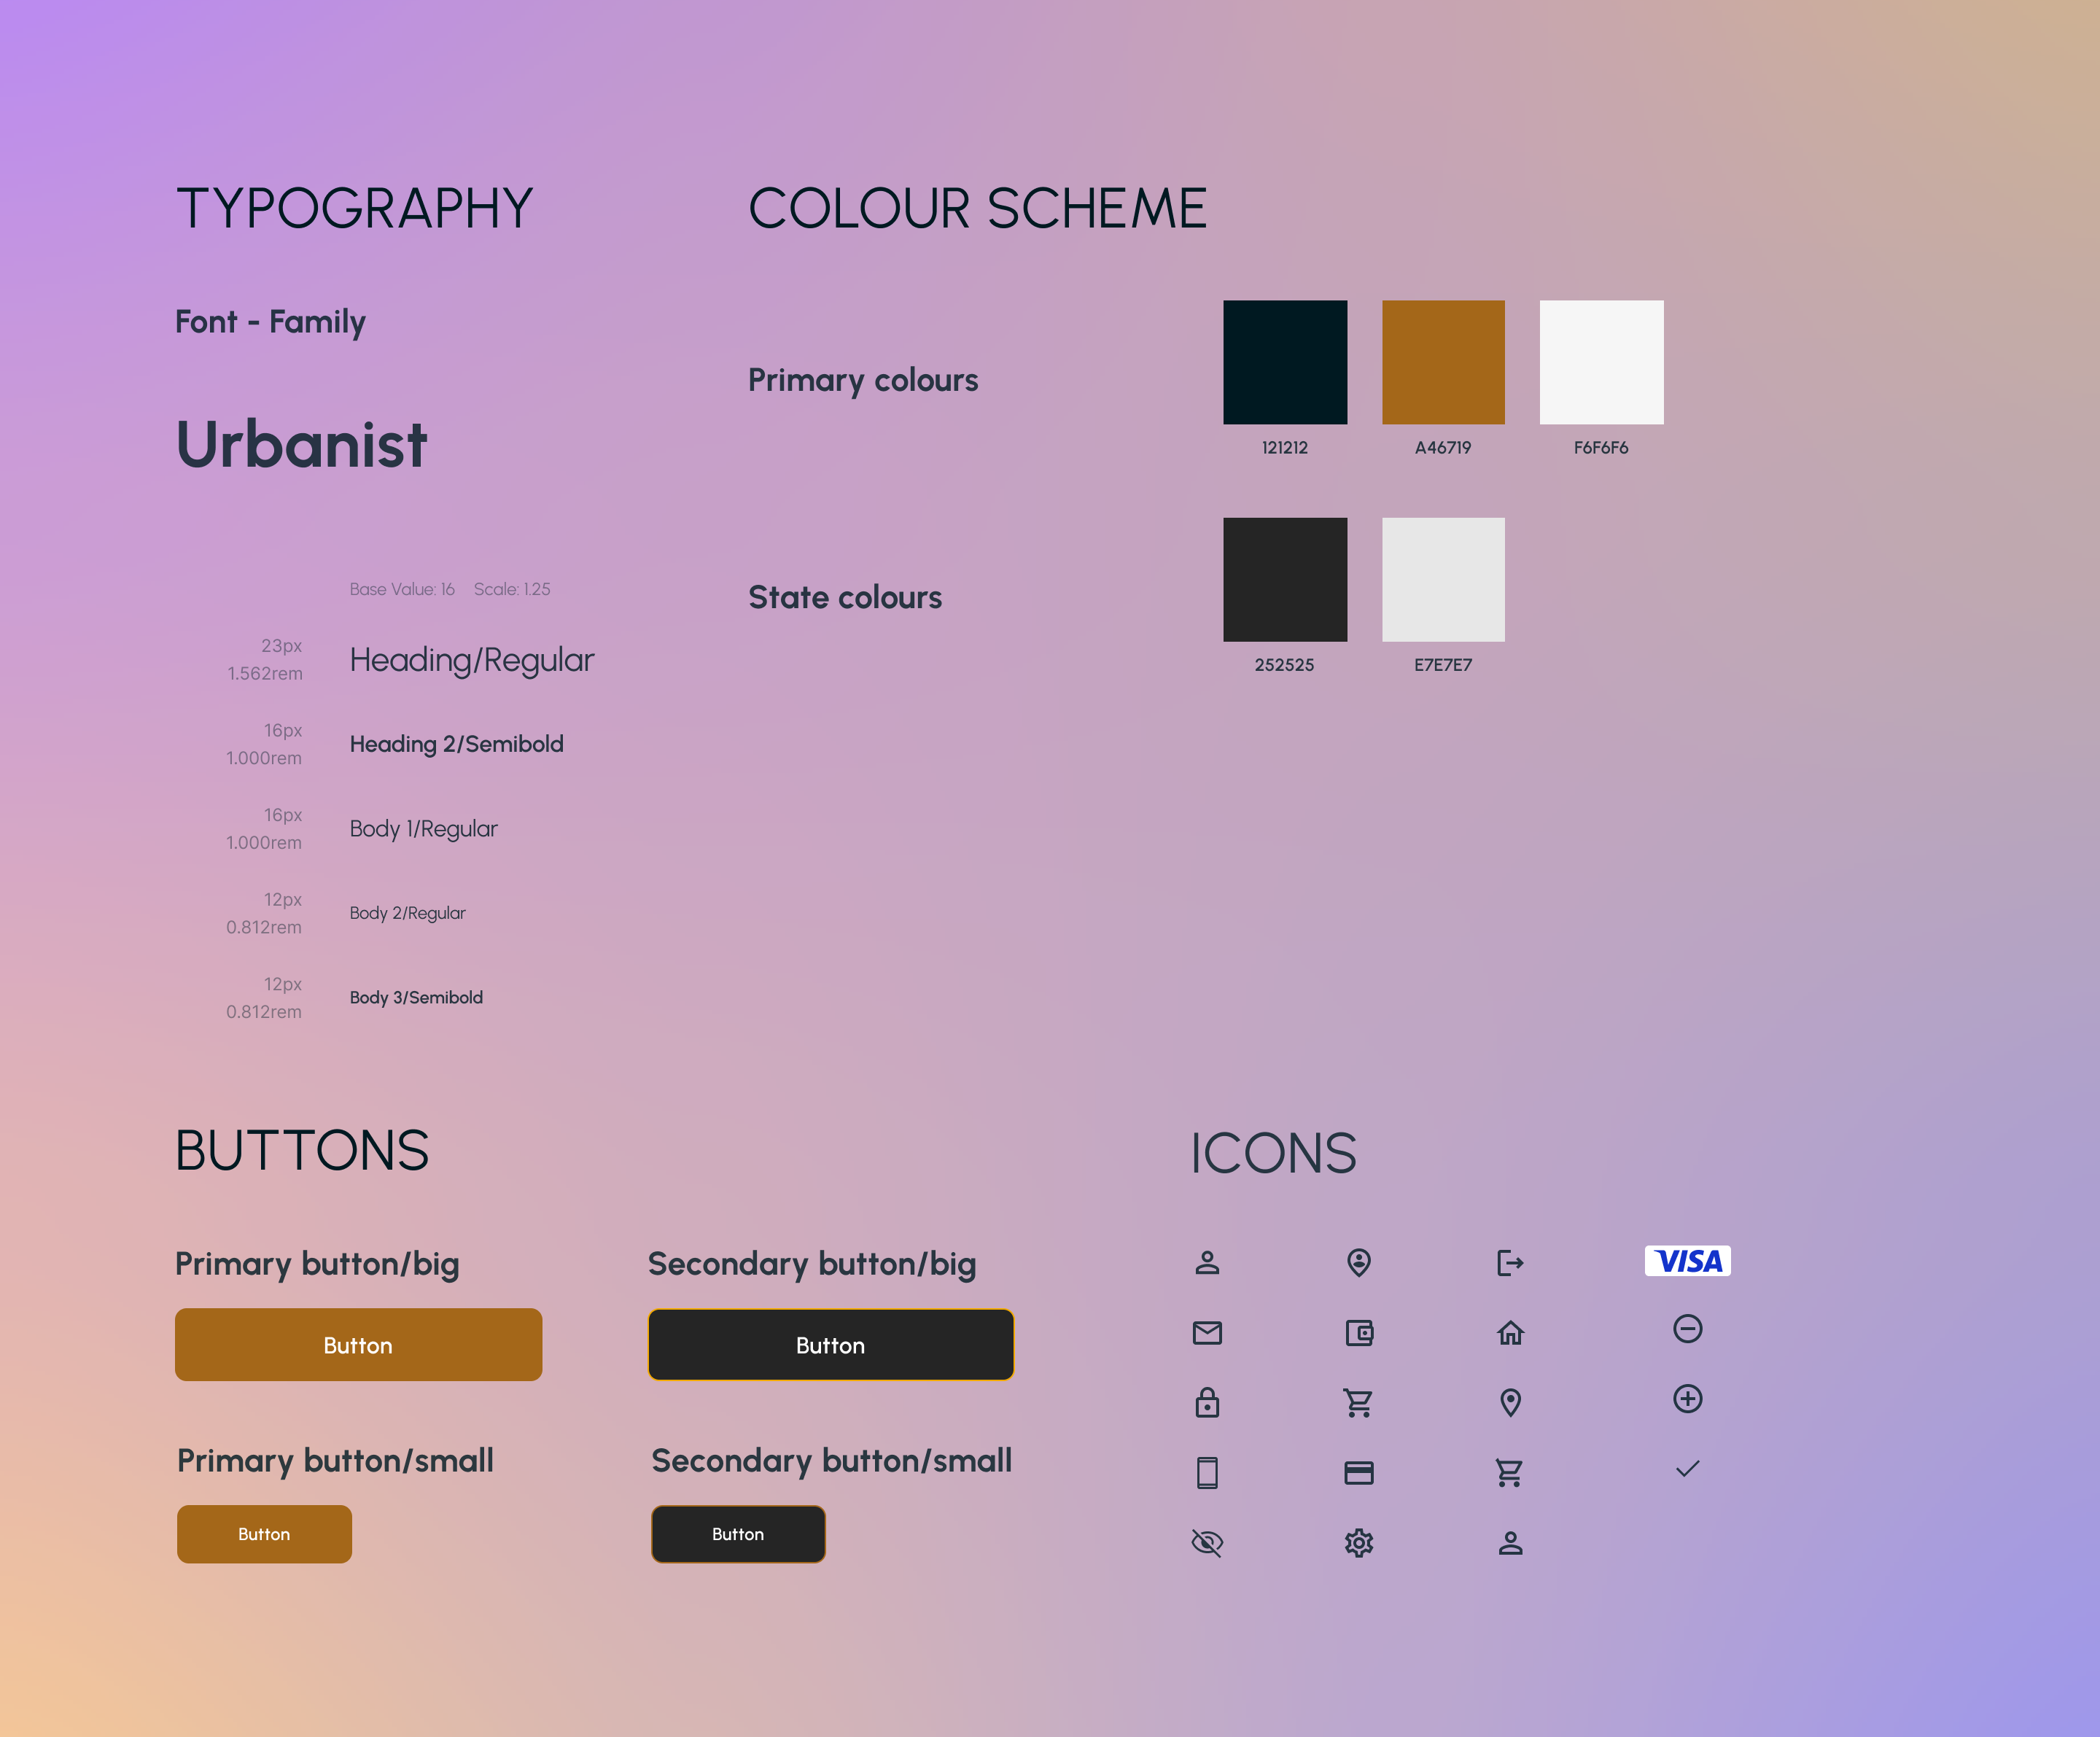 TYPOGRAPHY
Font - Family
Urbanist
Base Value: 16 Scale: 1.25
23px
1.562rem
Heading/Regular
16px
1.000rem
Heading 2/Semibold
16px
1.000rem
Body 1/Regular
12px
0.812rem
Body 2/Regular
12px
0.812rem
Body 3/Semibold
COLOUR SCHEME
Primary colours
121212
A46719
F6F6F6
State colours
252525
E7E7E7
BUTTONS
Primary button/big
Button
Secondary button/big
Button
Primary button/small
Button
Secondary button/small
Button
ICONS
VISA